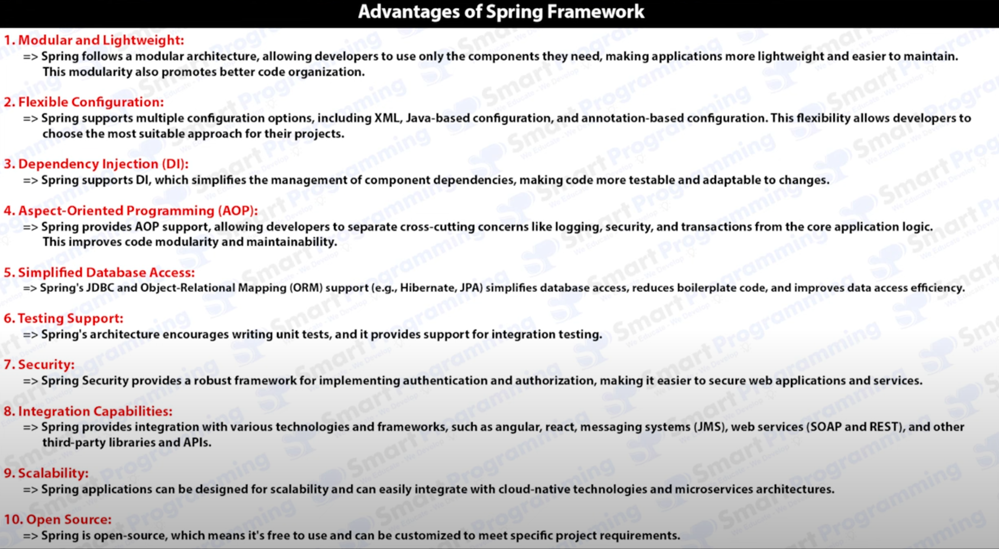 Advantages of Spring Framework
1. Modular and Lightweight:
=> Spring follows a modular architecture, allowing developers to use only the components they need, making applications more lightweight and easier to maintain.
This modularity also promotes better code organization.
2. Flexible Configuration:
=> Spring supports multiple configuration options, including XML, Java-based configuration, and annotation-based configuration. This flexibility allows developers to
choose the most suitable approach for their projects.
3. Dependency Injection (DI):
=> Spring supports DI, which simplifies the management of component dependencies, making code more testable and adaptable to changes.
4. Aspect-Oriented Programming (AOP):
=> Spring provides AOP support, allowing developers to separate cross-cutting concerns like logging, security, and transactions from the core application logic.
This improves code modularity and maintainability.
5. Simplified Database Access:
=> Spring's JDBC and Object-Relational Mapping (ORM) support (e.g., Hibernate, JPA) simplifies database access, reduces boilerplate code, and improves data access efficiency.
6. Testing Support:
=> Spring's architecture encourages writing unit tests, and it provides support for integration testing.
7. Security:
=> Spring Security provides a robust framework for implementing authentication and authorization, making it easier to secure web applications and services.
8. Integration Capabilities:
=> Spring provides integration with various technologies and frameworks, such as angular, react, messaging systems (JMS), web services (SOAP and REST), and other
third-party libraries and APIs.
9. Scalability:
=> Spring applications can be designed for scalability and can easily integrate with cloud-native technologies and microservices architectures.
10. Open Source:
=> Spring is open-source, which means it's free to use and can be customized to meet specific project requirements.
Smart Programming
We Educate - We Develop